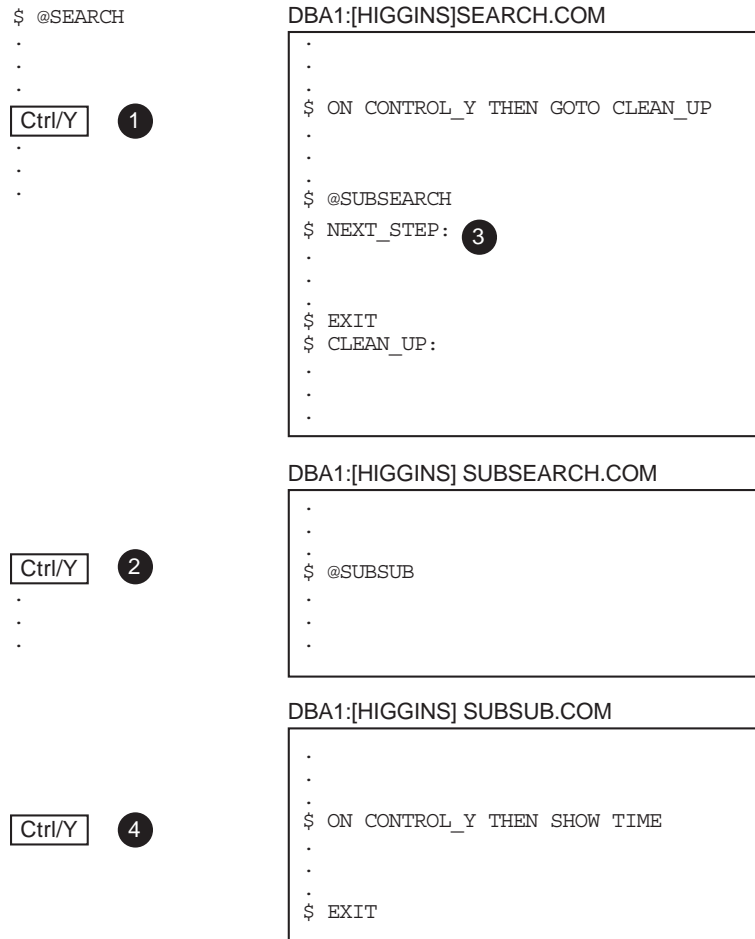 $ @SEARCH
.
.
.
Ctrl/Y 1
.
.
.
DBA1:[HIGGINS]SEARCH.COM
.
.
.
$ ON CONTROL_Y THEN GOTO CLEAN_UP
.
.
.
$ @SUBSEARCH
$ NEXT_STEP: 3
.
.
.
$ EXIT
$ CLEAN_UP:
.
.
.
Ctrl/Y 2
.
.
.
DBA1:[HIGGINS] SUBSEARCH.COM
.
.
.
$ @SUBSUB
.
.
.
Ctrl/Y 4
DBA1:[HIGGINS] SUBSUB.COM
.
.
.
$ ON CONTROL_Y THEN SHOW TIME
.
.
.
$ EXIT